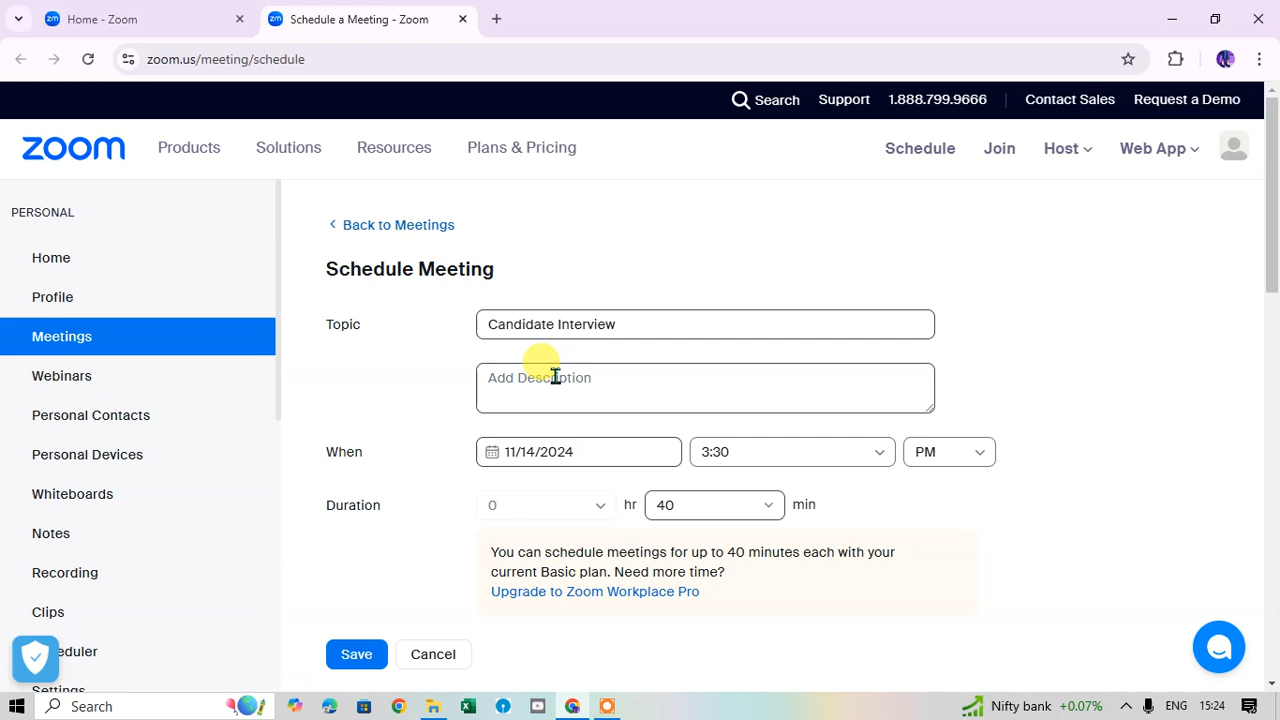 Home - Zoom
Schedule a Meeting - Zoom
zoom.us/meeting/schedule
Search Support 1.888.799.9666 Contact Sales Request a Demo
zoom Products Solutions Resources Plans & Pricing Schedule Join Host Web App
PERSONAL
Home
Profile
Meetings
Webinars
Personal Contacts
Personal Devices
Whiteboards
Notes
Recording
Clips
eduler
Settings
Back to Meetings
Schedule Meeting
Topic Candidate Interview
Add Description
When 11/14/2024 3:30 PM
Duration 0 hr 40 min
You can schedule meetings for up to 40 minutes each with your
current Basic plan. Need more time?
Upgrade to Zoom Workplace Pro
Save Cancel
Search Nifty bank +0.07% ENG 15:24